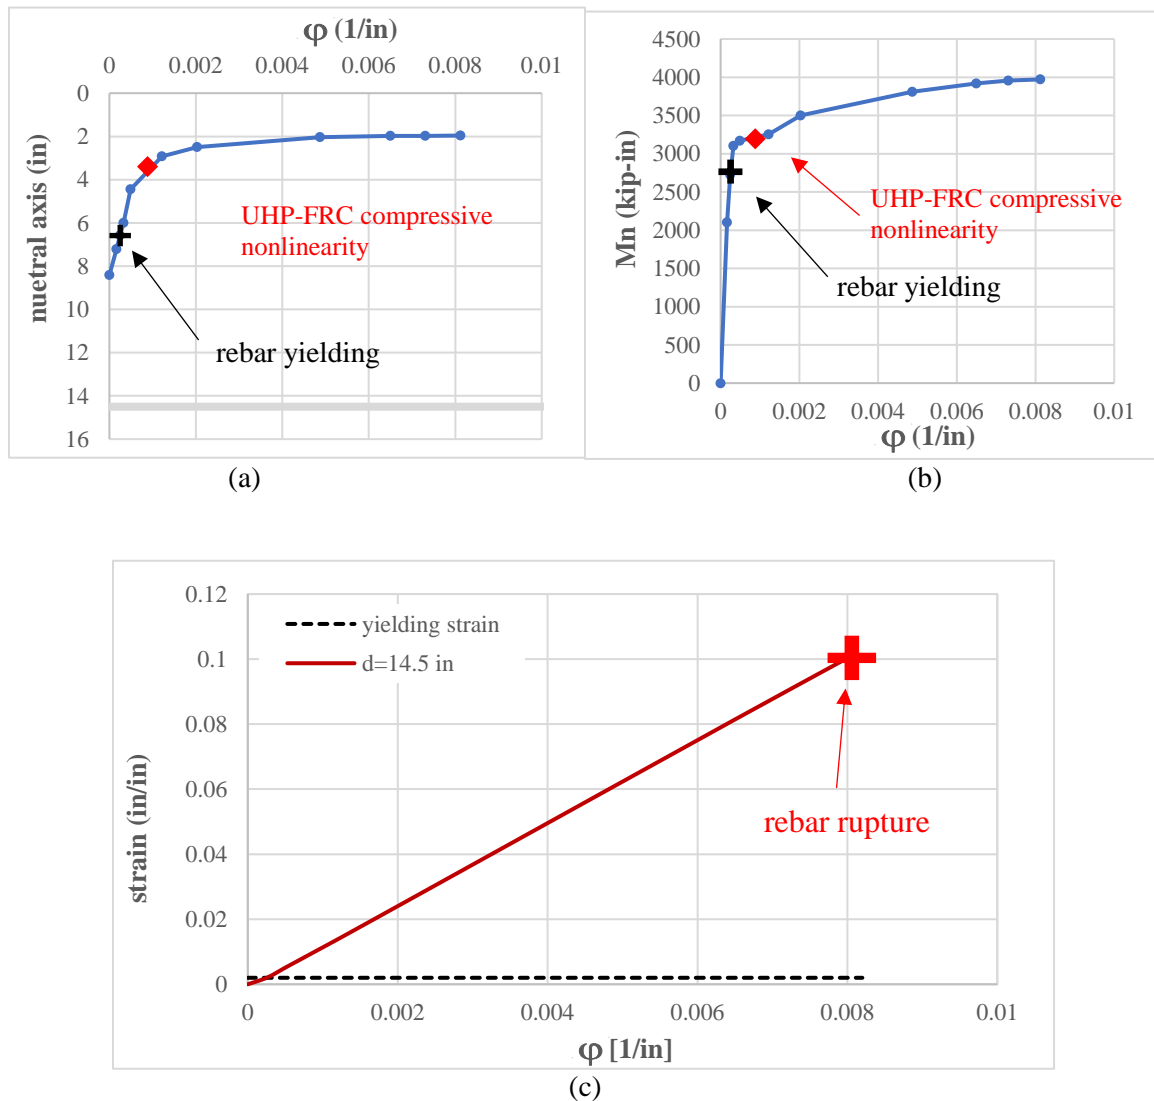 φ (1/in)
0 0.002 0.004 0.006 0.008 0.01
0
2
4
6
8
10
12
14
16
nuetral axis (in)
UHP-FRC compressive
nonlinearity
rebar yielding
(a)
4500
4000
3500
3000
2500
2000
1500
1000
500
0
Mn (kip-in)
UHP-FRC compressive
nonlinearity
rebar yielding
0 0.002 0.004 0.006 0.008 0.01
φ (1/in)
(b)
0.12
0.1
0.08
0.06
0.04
0.02
0
strain (in/in)
yielding strain
d=14.5 in
rebar rupture
0 0.002 0.004 0.006 0.008 0.01
φ [1/in]
(c)